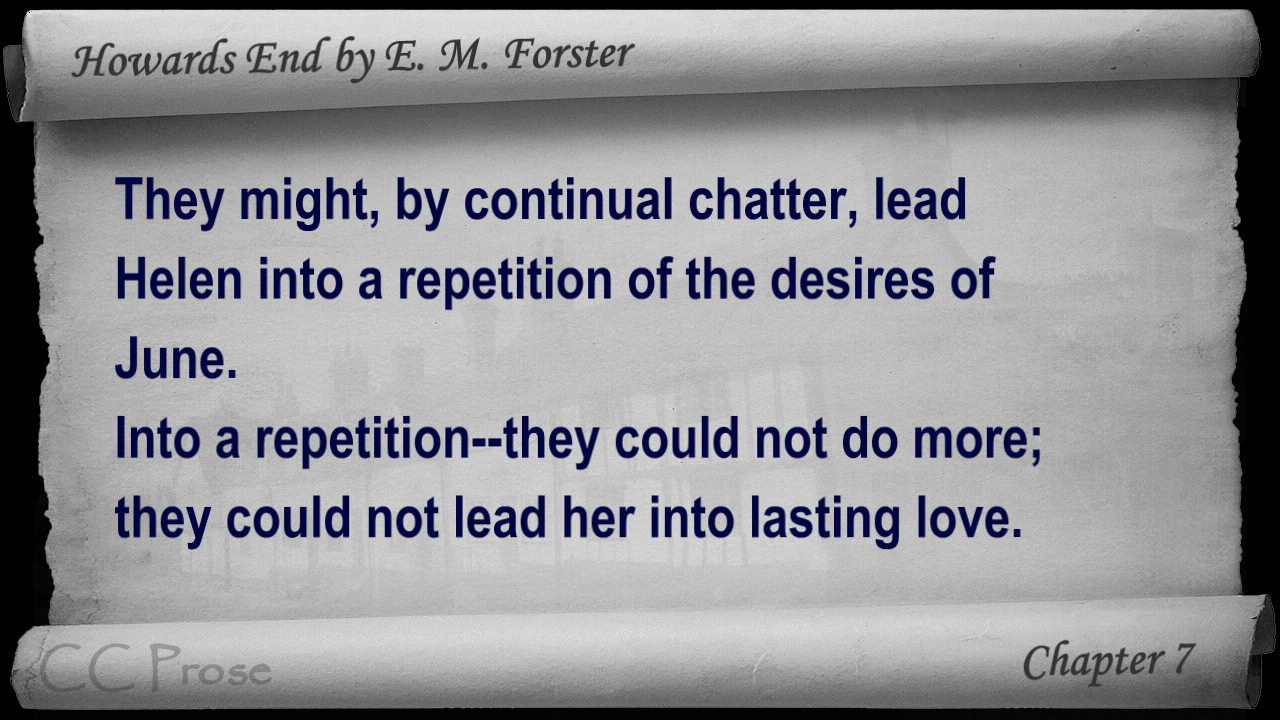 Howards End by E. M. Forster
They might, by continual chatter, lead
Helen into a repetition of the desires of
June.
Into a repetition--they could not do more;
they could not lead her into lasting love.
CC Prose
Chapter 7